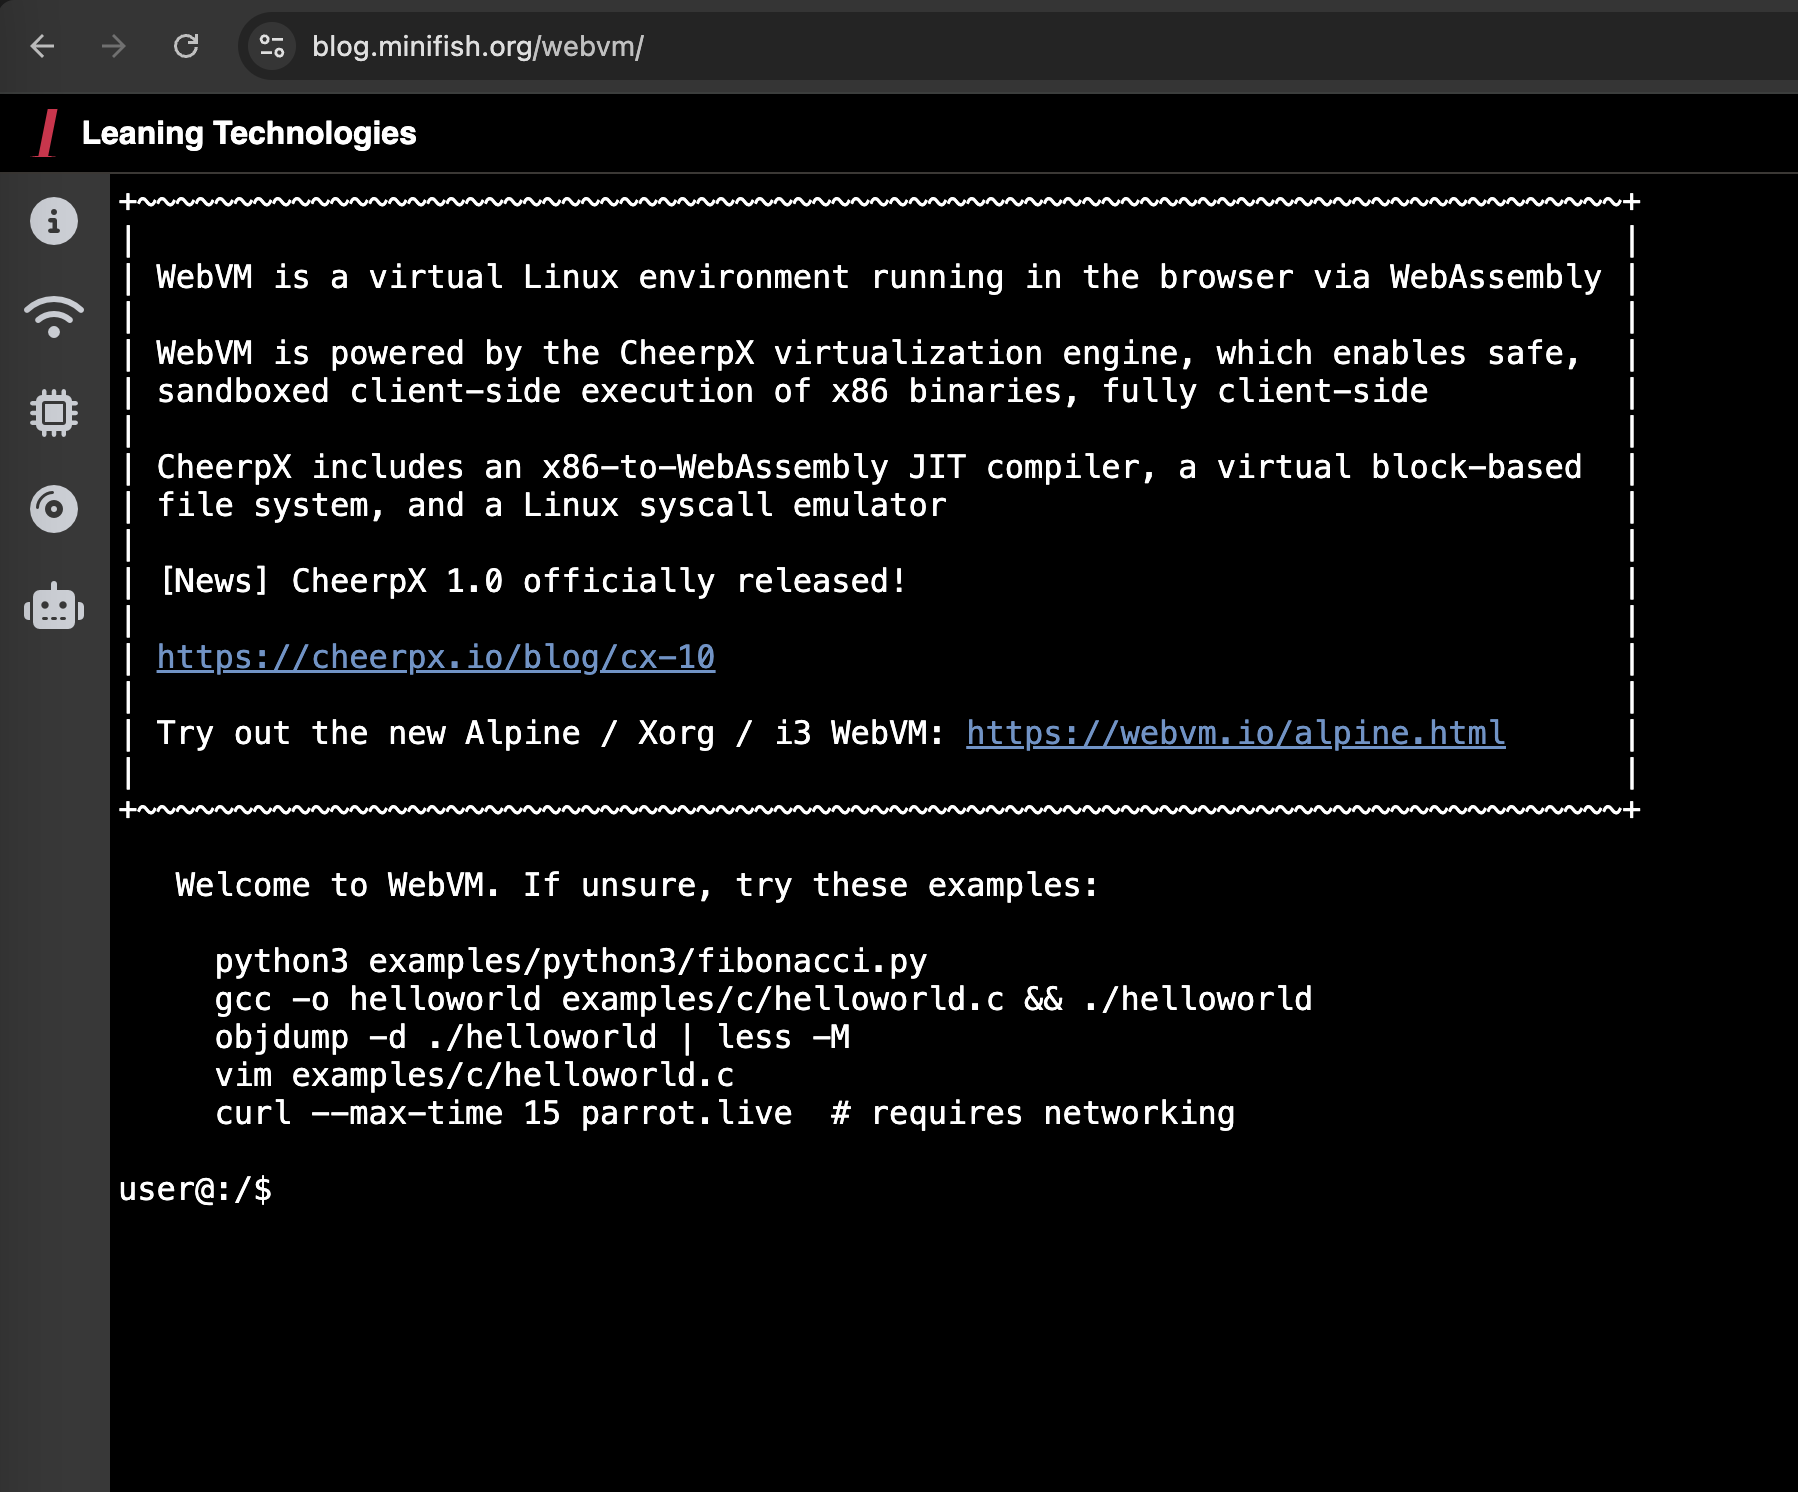 blog.minifish.org/webvm/
Leaning Technologies
+~~~~~~~~~~~~~~~~~~~~~~~~~~~~~~~~~~~~~~~~~~~~~~~~~~~~~~~~~~~~~~~~~~~~~~~~~~~~~+
| WebVM is a virtual Linux environment running in the browser via WebAssembly |
| WebVM is powered by the CheerpX virtualization engine, which enables safe, |
| sandboxed client-side execution of x86 binaries, fully client-side |
| CheerpX includes an x86-to-WebAssembly JIT compiler, a virtual block-based |
| file system, and a Linux syscall emulator |
| [News] CheerpX 1.0 officially released! |
| https://cheerpx.io/blog/cx-10 |
| Try out the new Alpine / Xorg / i3 WebVM: https://webvm.io/alpine.html |
+~~~~~~~~~~~~~~~~~~~~~~~~~~~~~~~~~~~~~~~~~~~~~~~~~~~~~~~~~~~~~~~~~~~~~~~~~~~~~+
Welcome to WebVM. If unsure, try these examples:
python3 examples/python3/fibonacci.py
gcc -o helloworld examples/c/helloworld.c && ./helloworld
objdump -d ./helloworld | less -M
vim examples/c/helloworld.c
curl --max-time 15 parrot.live  # requires networking
user@:/$